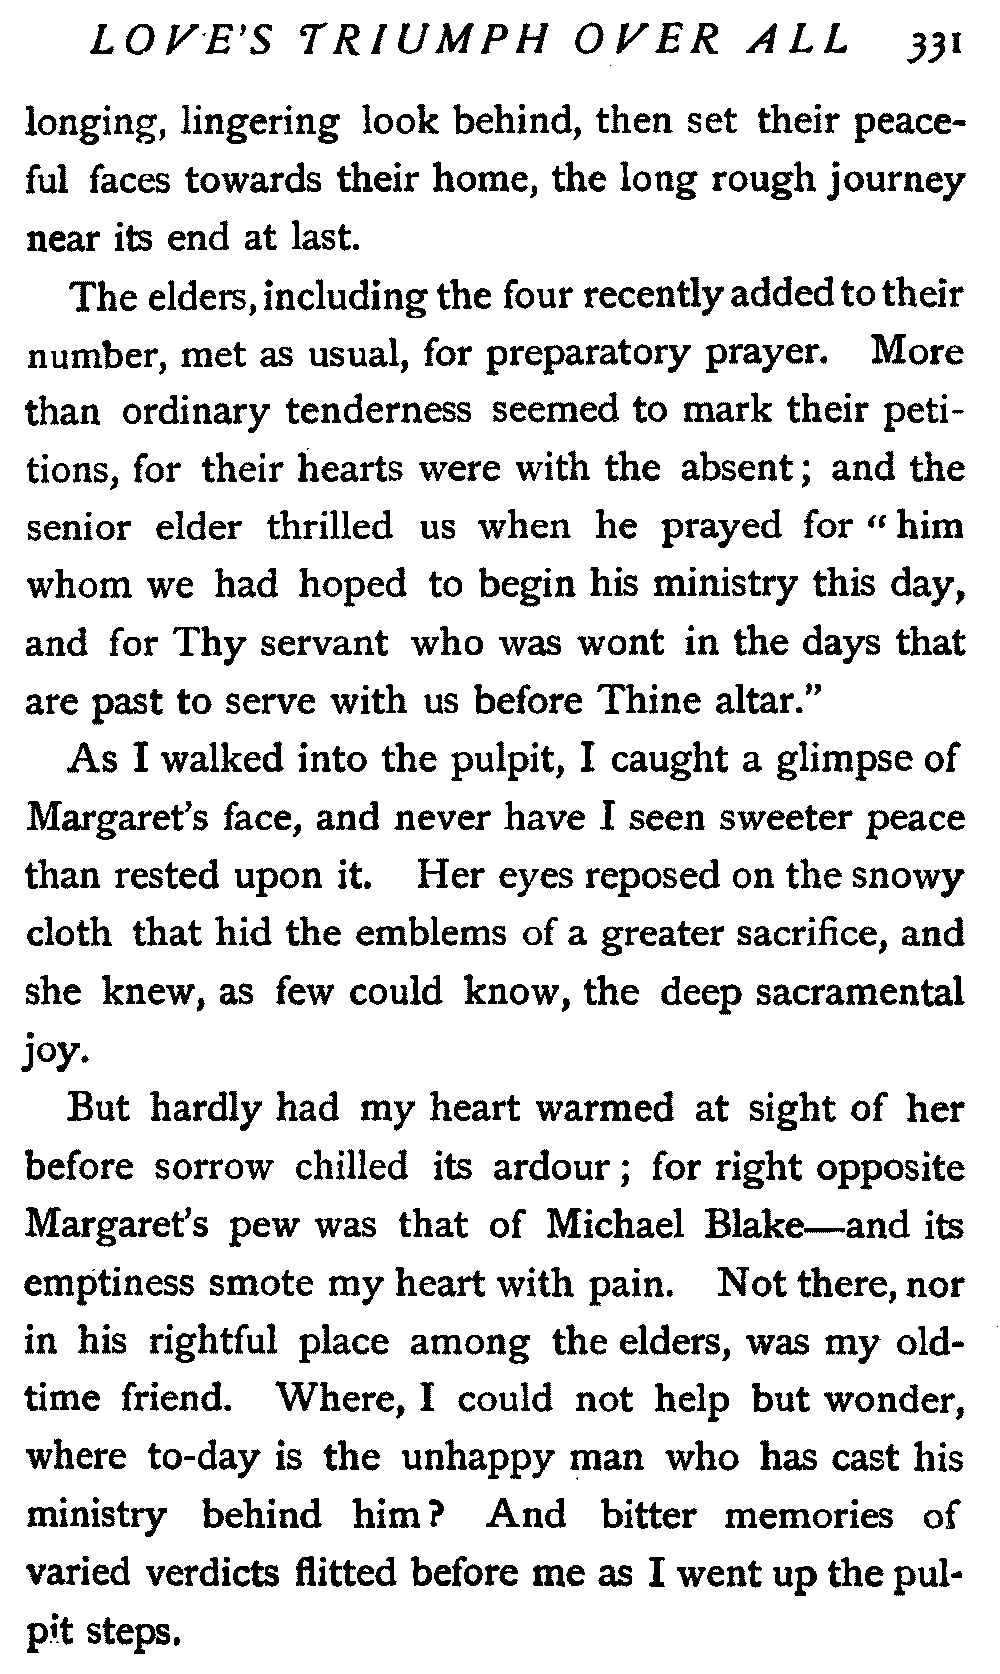 LOVE'S TRIUMPH OVER ALL 331
longing, lingering look behind, then set their peace-
ful faces towards their home, the long rough journey
near its end at last.
The elders, including the four recently added to their
number, met as usual, for preparatory prayer. More
than ordinary tenderness seemed to mark their peti-
tions, for their hearts were with the absent; and the
senior elder thrilled us when he prayed for "him
whom we had hoped to begin his ministry this day,
and for Thy servant who was wont in the days that
are past to serve with us before Thine altar."
As I walked into the pulpit, I caught a glimpse of
Margaret's face, and never have I seen sweeter peace
than rested upon it. Her eyes reposed on the snowy
cloth that hid the emblems of a greater sacrifice, and
she knew, as few could know, the deep sacramental
joy.
But hardly had my heart warmed at sight of her
before sorrow chilled its ardour; for right opposite
Margaret's pew was that of Michael Blake—and its
emptiness smote my heart with pain. Not there, nor
in his rightful place among the elders, was my old-
time friend. Where, I could not help but wonder,
where to-day is the unhappy man who has cast his
ministry behind him? And bitter memories of
varied verdicts flitted before me as I went up the pul-
pit steps.